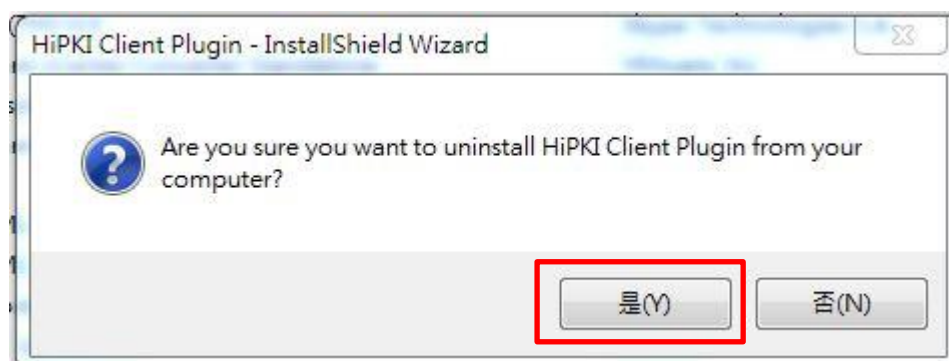 HiPKI Client Plugin - InstallShield Wizard
Are you sure you want to uninstall HiPKI Client Plugin from your
computer?
是(Y)
否(N)